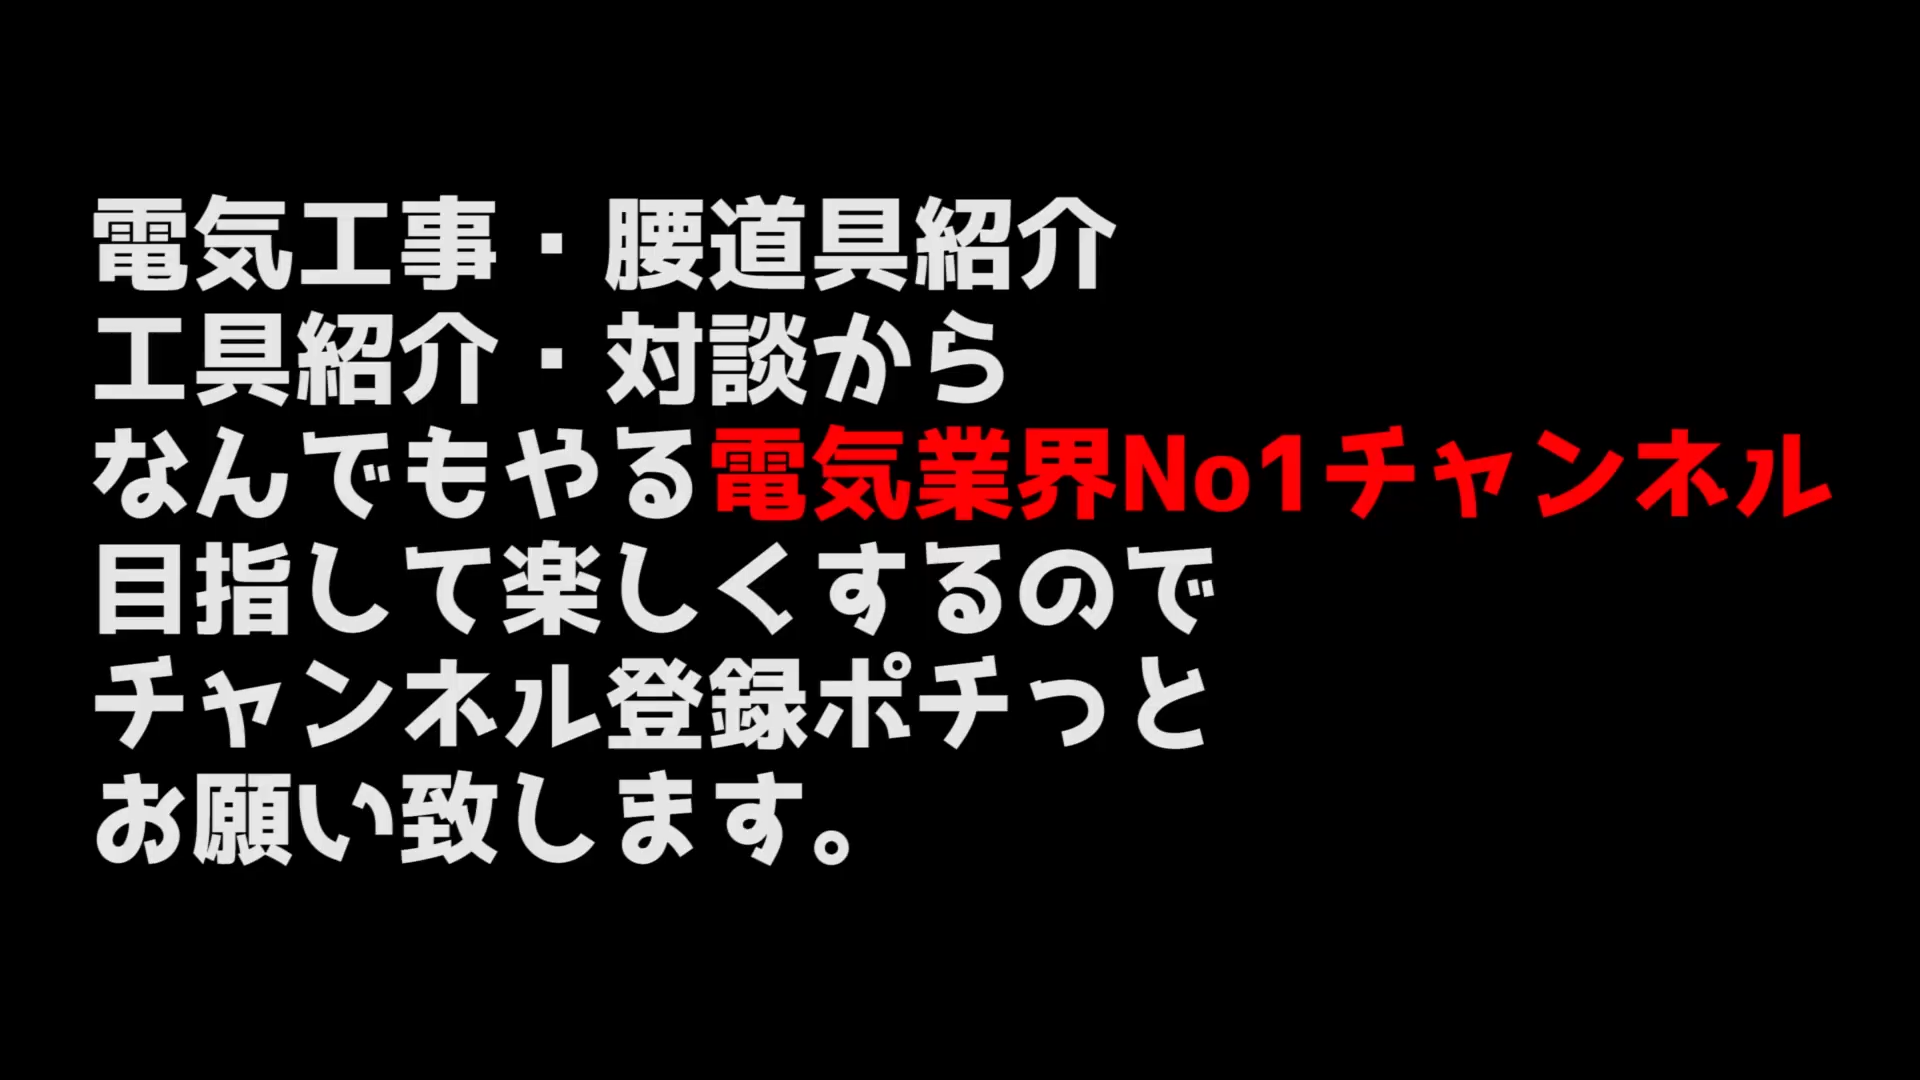 電気工事・腰道具紹介
工具紹介・対談から
なんでもやる電気業界No1チャンネル
目指して楽しくするので
チャンネル登録ポチっと
お願い致します。